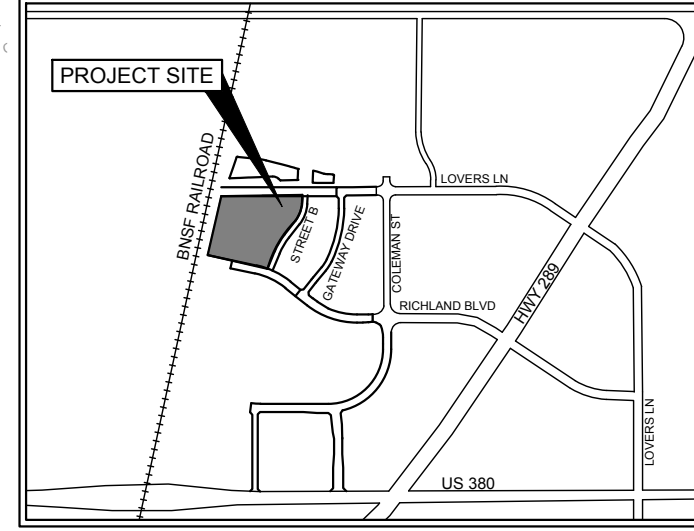 PROJECT SITE
BNSF RAILROAD
LOVERS LN
STREET B
GATEWAY DRIVE
COLEMAN ST
HWY 289
RICHLAND BLVD
LOVERS LN
US 380